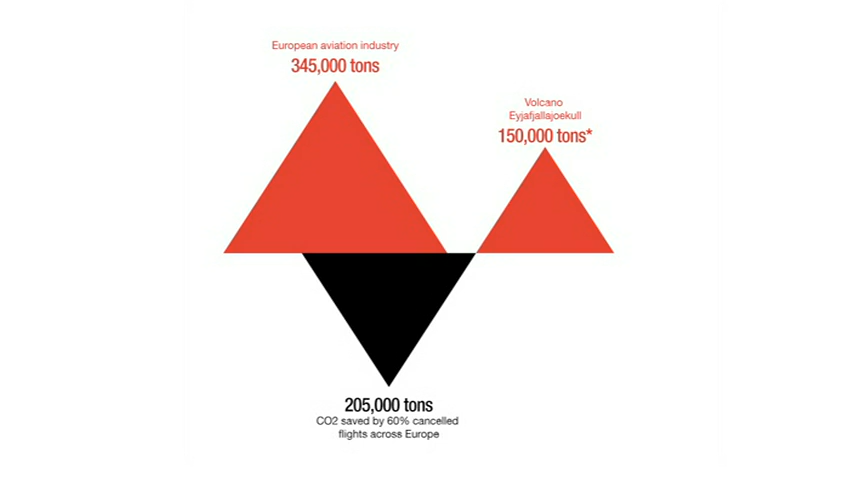 European aviation industry
345,000 tons
Volcano
Eyjafjallajoekull
150,000 tons*
205,000 tons
CO2 saved by 60% cancelled
flights across Europe